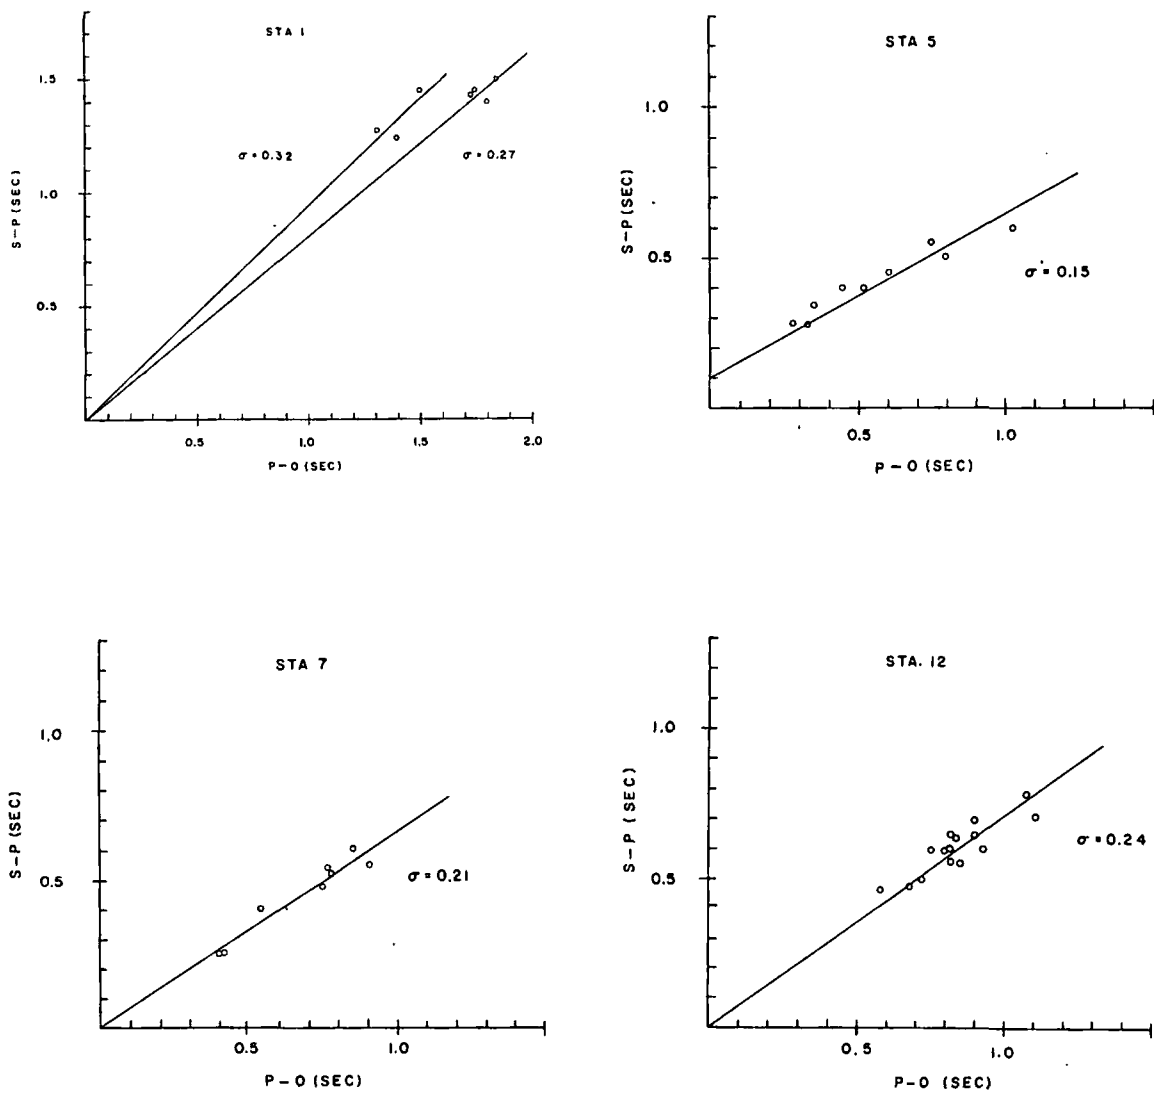 STA 1
1.5
1.0
0.5
S-P (SEC)
σ = 0.32
σ = 0.27
0.5 1.0 1.5 2.0
P-O (SEC)
STA 5
1.0
0.5
S-P (SEC)
σ = 0.15
0.5 1.0
P-O (SEC)
STA 7
1.0
0.5
S-P (SEC)
σ = 0.21
0.5 1.0
P-O (SEC)
STA. 12
1.0
0.5
S-P (SEC)
σ = 0.24
0.5 1.0
P-O (SEC)